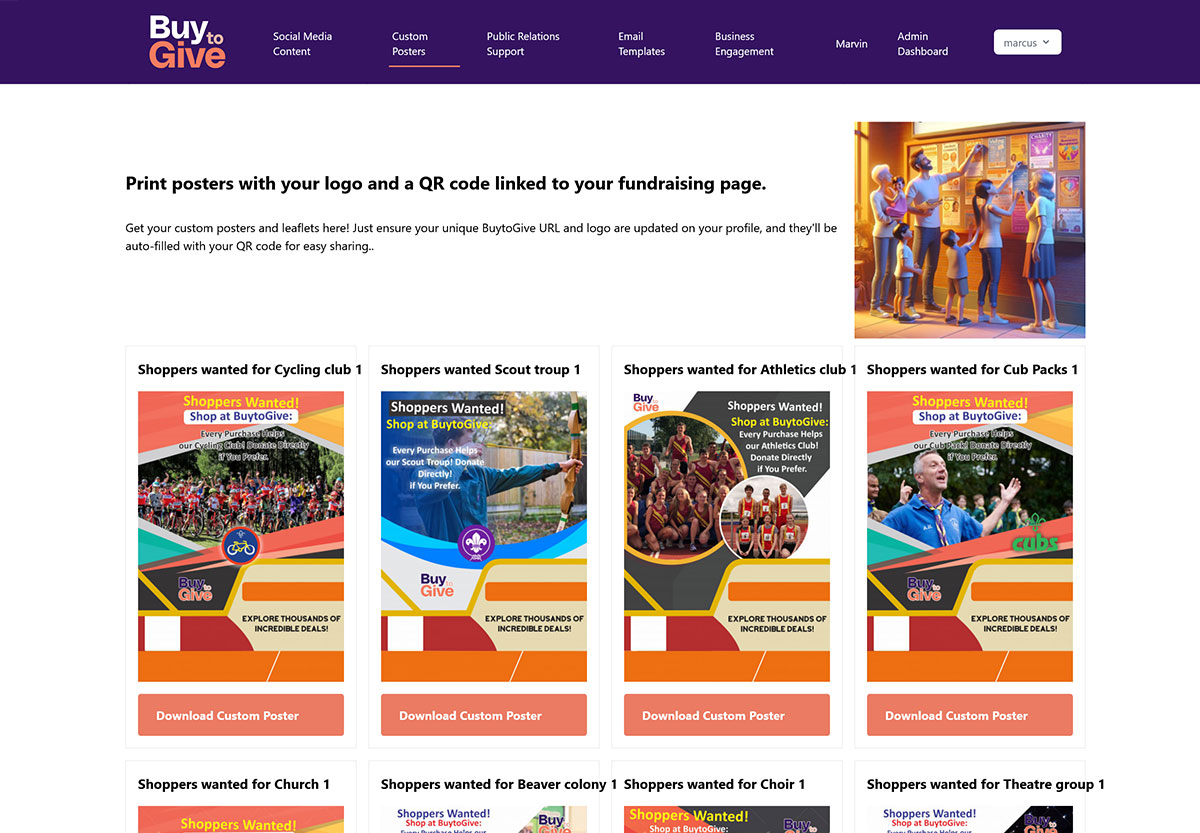 Buy to Give
Social Media
Content
Custom
Posters
Public Relations
Support
Email
Templates
Business
Engagement
Marvin
Admin
Dashboard
marcus
Print posters with your logo and a QR code linked to your fundraising page.
Get your custom posters and leaflets here! Just ensure your unique BuytoGive URL and logo are updated on your profile, and they'll be
auto-filled with your QR code for easy sharing..
CHARITY
Shoppers wanted for Cycling club 1
Shoppers Wanted!
Shop at BuytoGive:
Every Purchase Helps
our Cycling Club! Donate Directly
if You Prefer.
Buy to Give
EXPLORE THOUSANDS OF
INCREDIBLE DEALS!
Download Custom Poster
Shoppers wanted Scout troup 1
Shoppers Wanted!
Shop at BuytoGive:
Every Purchase Helps
our Scout Troup! Donate
Directly!
if You Prefer.
Buy to Give
EXPLORE THOUSANDS OF
INCREDIBLE DEALS!
Download Custom Poster
Shoppers wanted for Athletics club 1
Buy to Give
Shoppers Wanted!
Shop at BuytoGive:
Every Purchase Helps
our Athletics Club!
Donate Directly
if You Prefer.
EXPLORE THOUSANDS OF
INCREDIBLE DEALS!
Download Custom Poster
Shoppers wanted for Cub Packs 1
Shoppers Wanted!
Shop at BuytoGive:
Every Purchase Helps
our Cub Pack! Donate Directly
if You Prefer.
cubs
Buy to Give
EXPLORE THOUSANDS OF
INCREDIBLE DEALS!
Download Custom Poster
Shoppers wanted for Church 1
Shoppers Wanted!
Shoppers wanted for Beaver colony 1
Shoppers Wanted!
Shop at BuytoGive:
Every Purchase Helps our
Buy
Shoppers wanted for Choir 1
Shoppers Wanted!
Shop at BuytoGive:
Buy
Shoppers wanted for Theatre group 1
Shoppers Wanted!
Shop at BuytoGive:
Every Purchase Helps our
Buy to Give